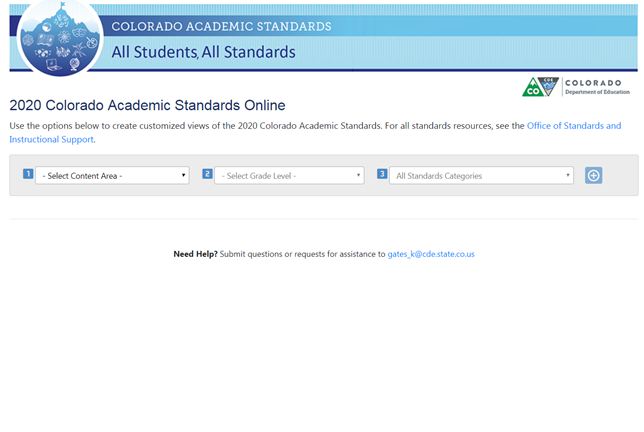 COLORADO ACADEMIC STANDARDS
All Students, All Standards
CO
CDE
COLORADO
Department of Education
2020 Colorado Academic Standards Online
Use the options below to create customized views of the 2020 Colorado Academic Standards. For all standards resources, see the Office of Standards and
Instructional Support.
1 - Select Content Area - 2 - Select Grade Level - 3 All Standards Categories
Need Help? Submit questions or requests for assistance to gates_k@cde.state.co.us